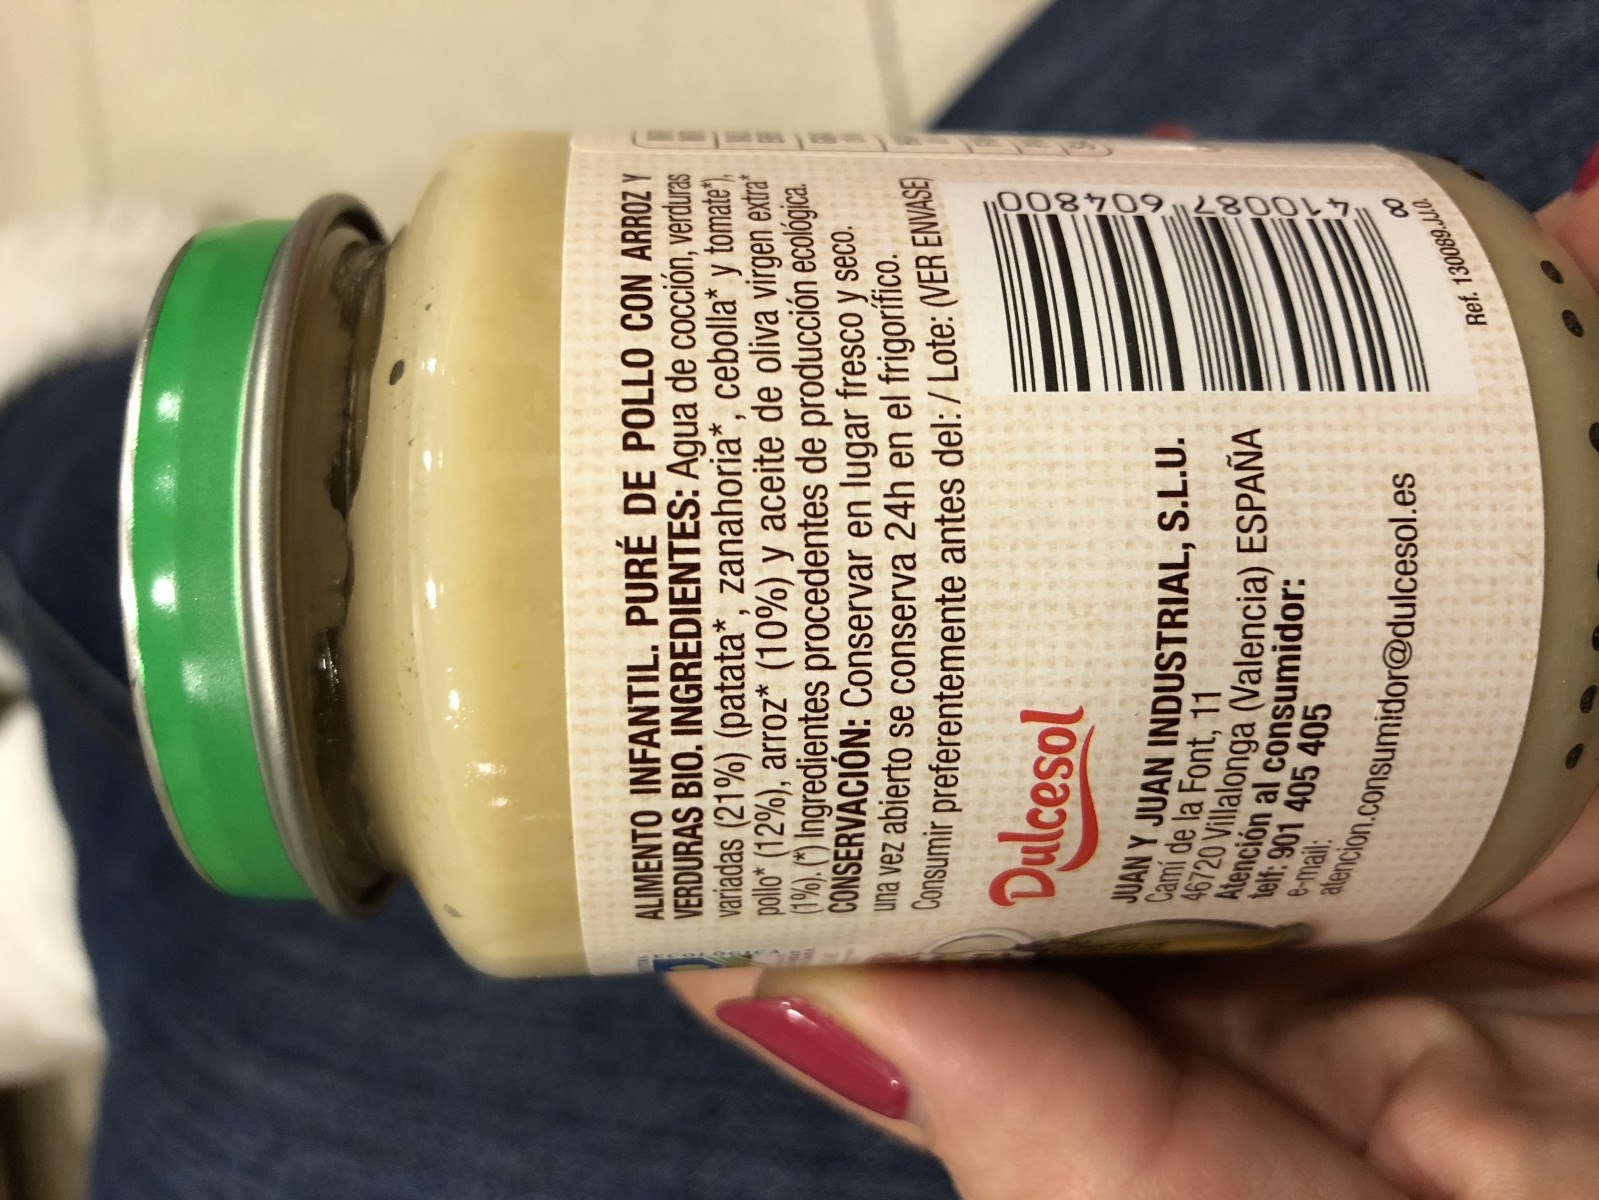 ALIMENTO INFANTIL. PURÉ DE POLLO CON ARROZ Y
VERDURAS BIO. INGREDIENTES: Agua de cocción, verduras
variadas (21%) (patata*, zanahoria*, cebolla* y tomate*),
pollo* (12%), arroz* (10%) y aceite de oliva virgen extra*
(1%). (*) Ingredientes procedentes de producción ecológica.
CONSERVACIÓN: Conservar en lugar fresco y seco.
una vez abierto se conserva 24h en el frigorífico.
Consumir preferentemente antes del: / Lote: (VER ENVASE)
Dulcesol
JUAN Y JUAN INDUSTRIAL, S.L.U.
Camí de la Font, 11
46720 Villalonga (Valencia) ESPAÑA
Atención al consumidor:
telf: 901 405 405
e-mail:
atencion.consumidor@dulcesol.es
8 410087 604800
Ref. 130089.JJO.